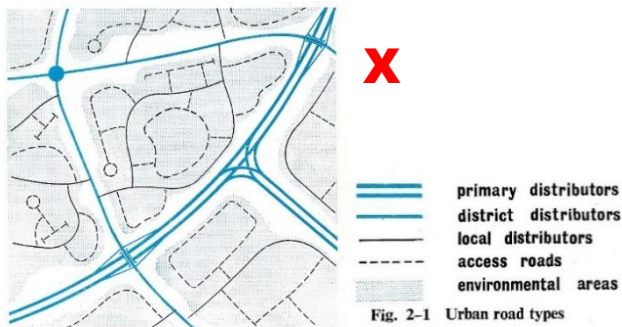 X
primary distributors
district distributors
local distributors
access roads
environmental areas
Fig. 2–1 Urban road types